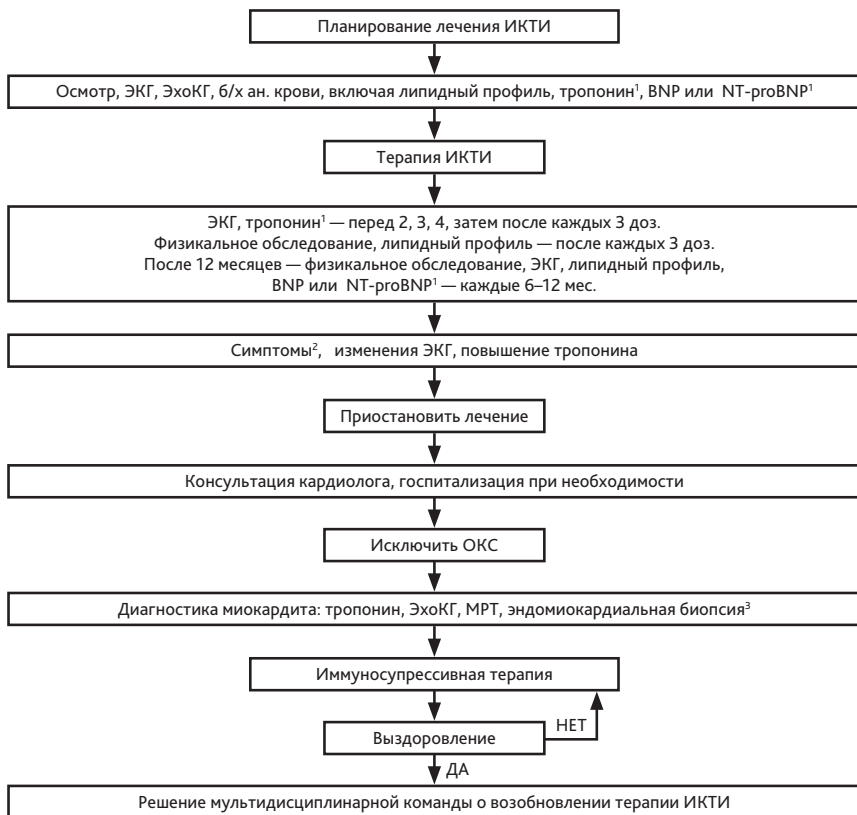 Планирование лечения ИКТИ
Осмотр, ЭКГ, ЭхоКГ, б/х ан. крови, включая липидный профиль, тропонин¹, BNP или NT-proBNP¹
Терапия ИКТИ
ЭКГ, тропонин¹ — перед 2, 3, 4, затем после каждых 3 доз.
Физикальное обследование, липидный профиль — после каждых 3 доз.
После 12 месяцев — физикальное обследование, ЭКГ, липидный профиль,
BNP или NT-proBNP¹ — каждые 6–12 мес.
Симптомы², изменения ЭКГ, повышение тропонина
Приостановить лечение
Консультация кардиолога, госпитализация при необходимости
Исключить ОКС
Диагностика миокардита: тропонин, ЭхоКГ, МРТ, эндомиокардиальная биопсия³
Иммуносупрессивная терапия
НЕТ
Выздоровление
ДА
Решение мультидисциплинарной команды о возобновлении терапии ИКТИ